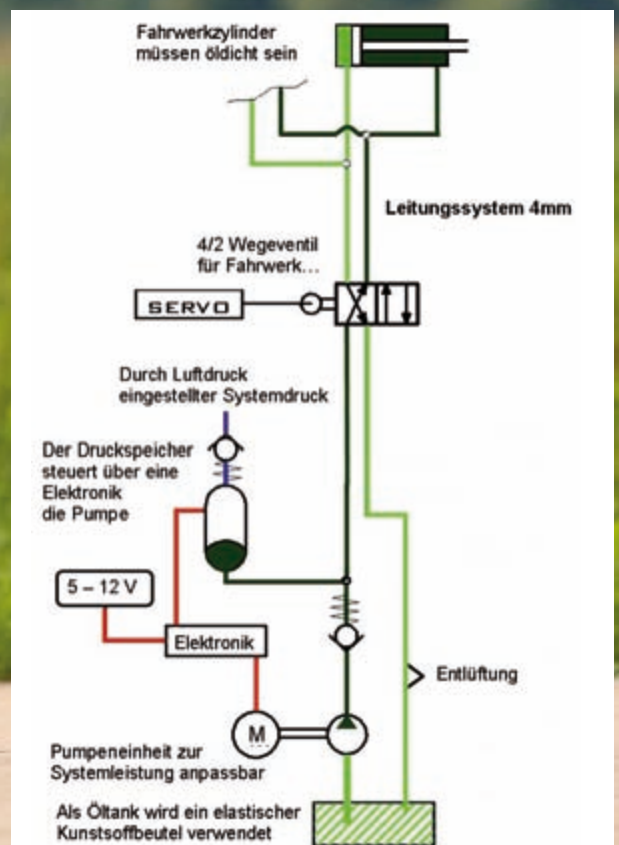 Fahrwerkzylinder
müssen öldicht sein
Leitungssystem 4mm
4/2 Wegeventil
für Fahrwerk...
SERVO
Durch Luftdruck
eingestellter Systemdruck
Der Druckspeicher
steuert über eine
Elektronik
die Pumpe
5 – 12 V
Elektronik
Entlüftung
M
Pumpeneinheit zur
Systemleistung anpassbar
Als Öltank wird ein elastischer
Kunstsoffbeutel verwendet